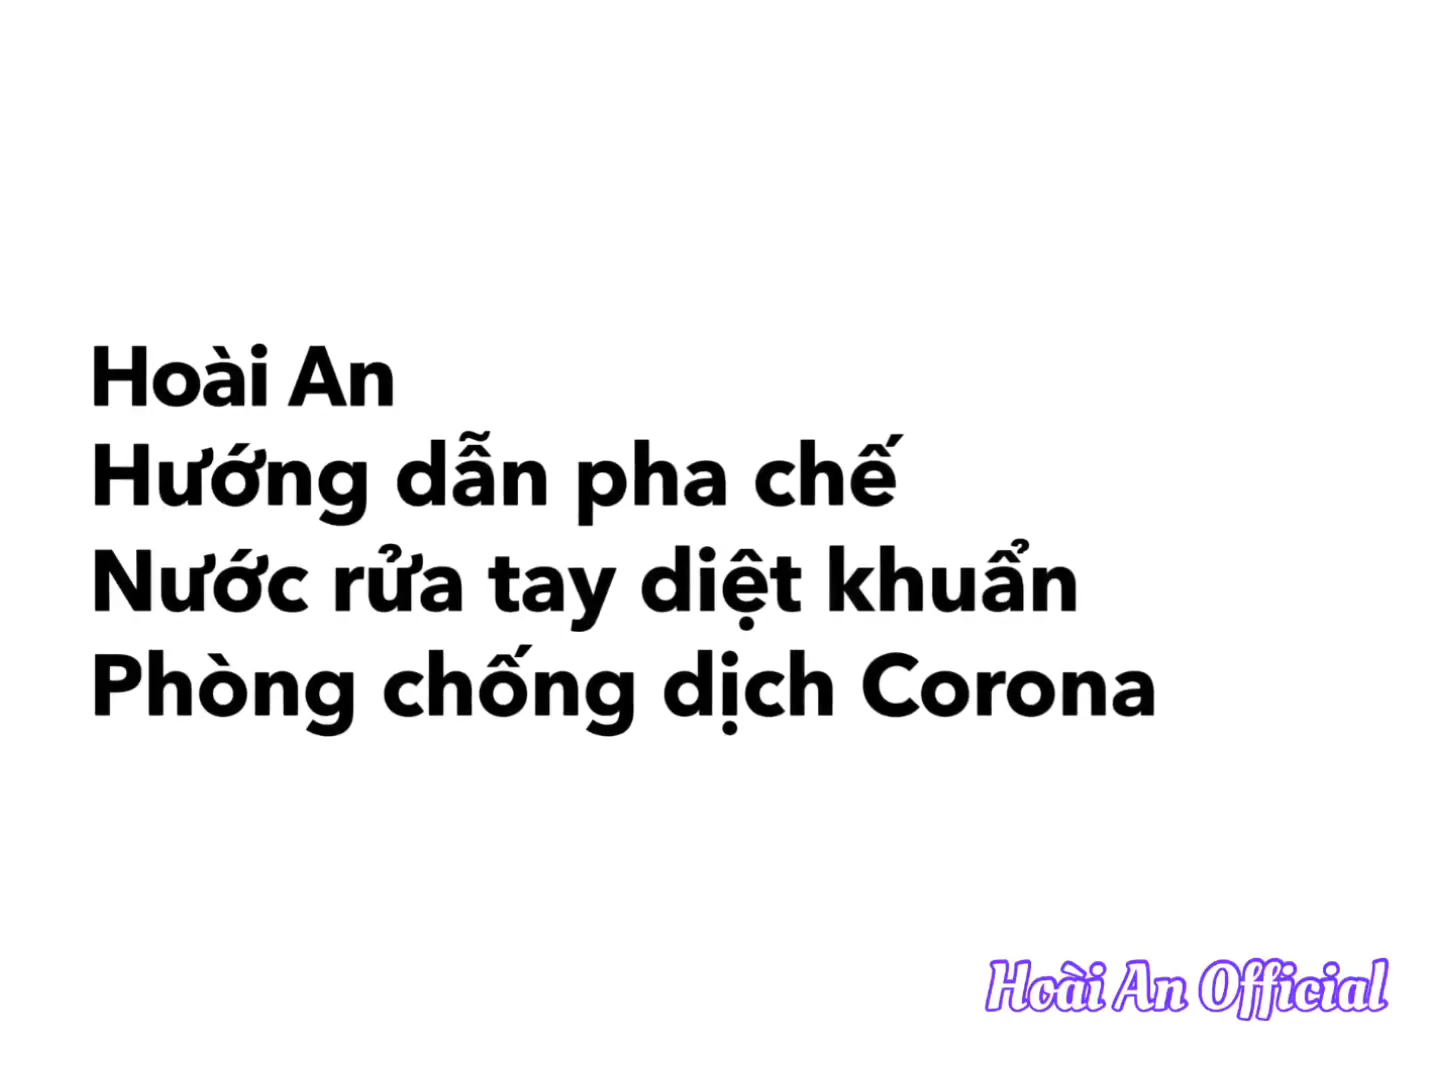 Hoài An
Hướng dẫn pha chế
Nước rửa tay diệt khuẩn
Phòng chống dịch Corona
Hoài An Official